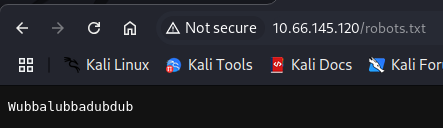 Not secure 10.66.145.120/robots.txt
Kali Linux Kali Tools Kali Docs Kali For
Wubbalubbadubdub